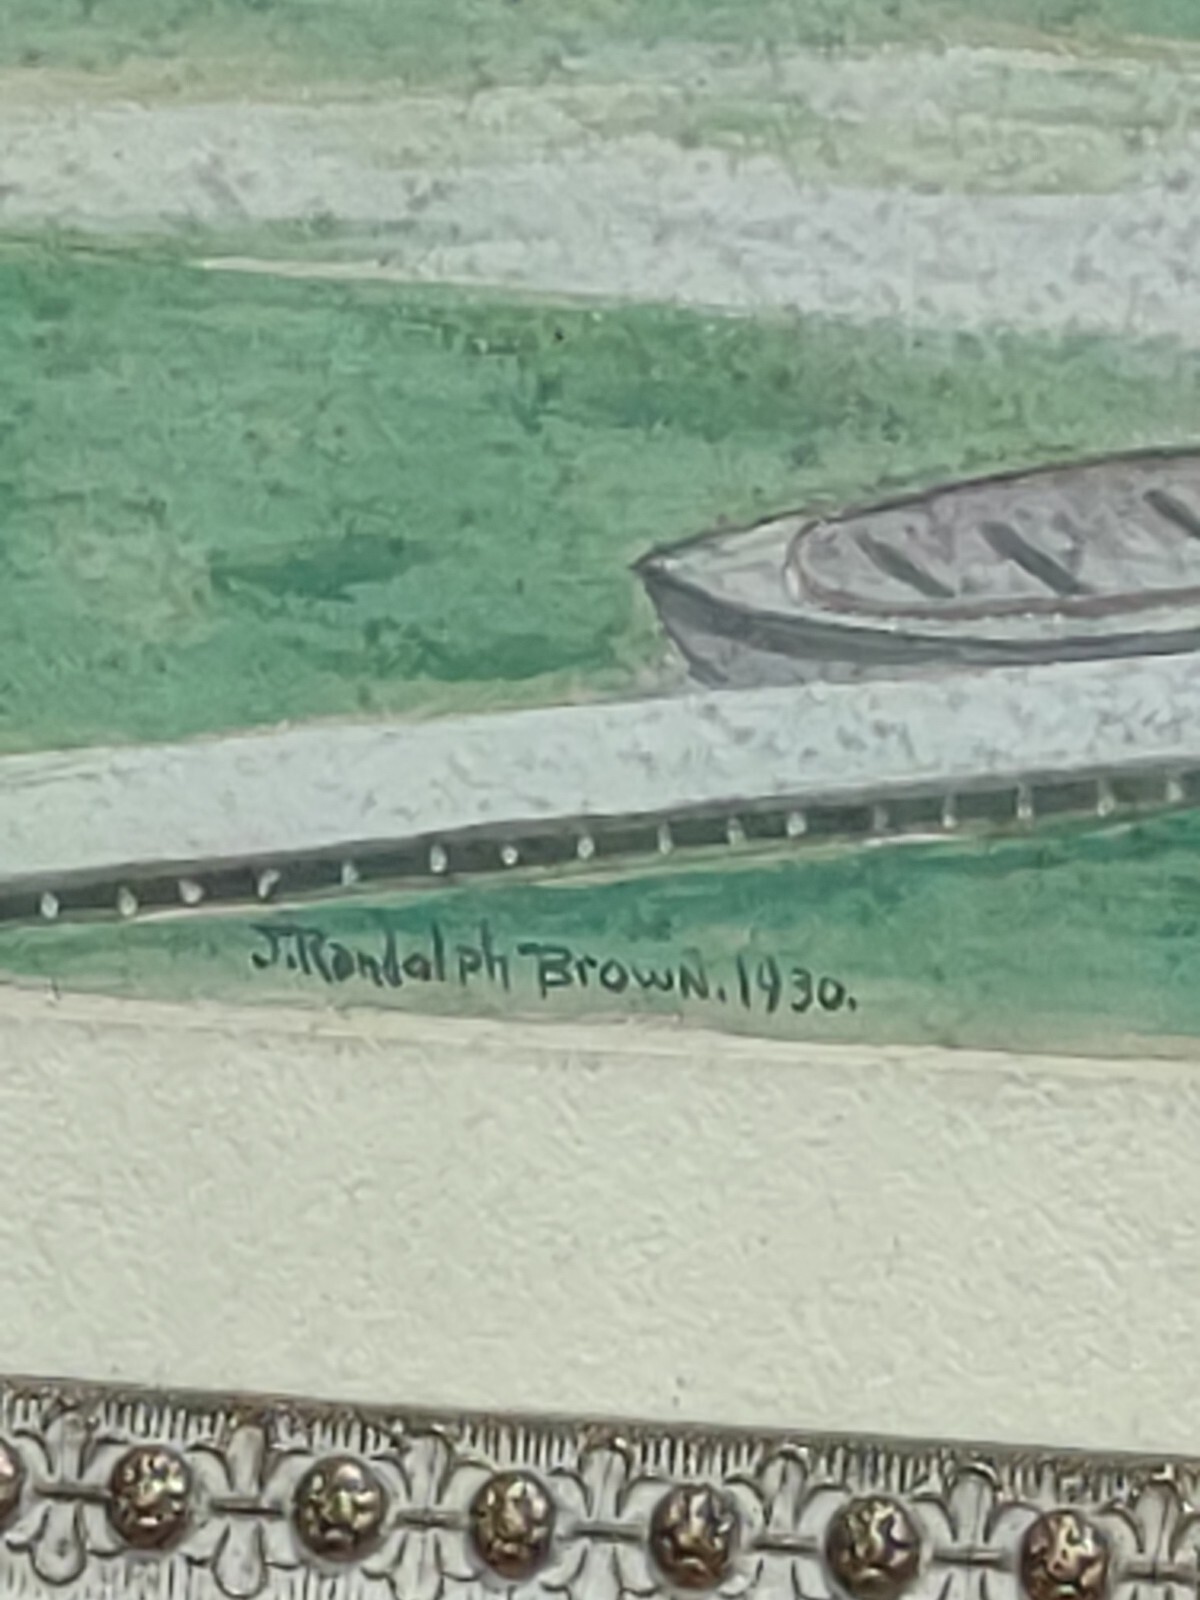 J. Randolph Brown. 1930.